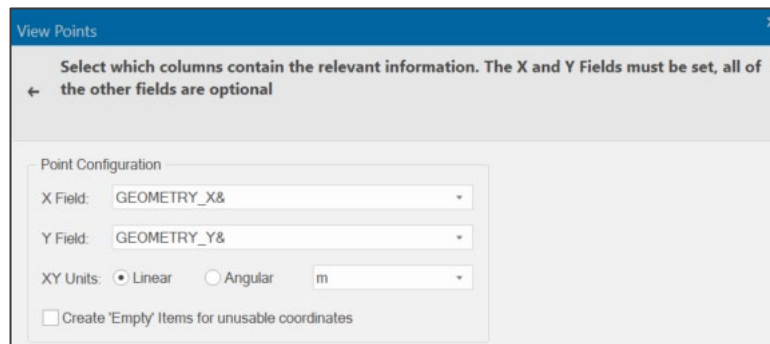 View Points
Select which columns contain the relevant information. The X and Y Fields must be set, all of
the other fields are optional
Point Configuration
X Field: GEOMETRY_X&
Y Field: GEOMETRY_Y&
XY Units: Linear Angular m
Create 'Empty' Items for unusable coordinates